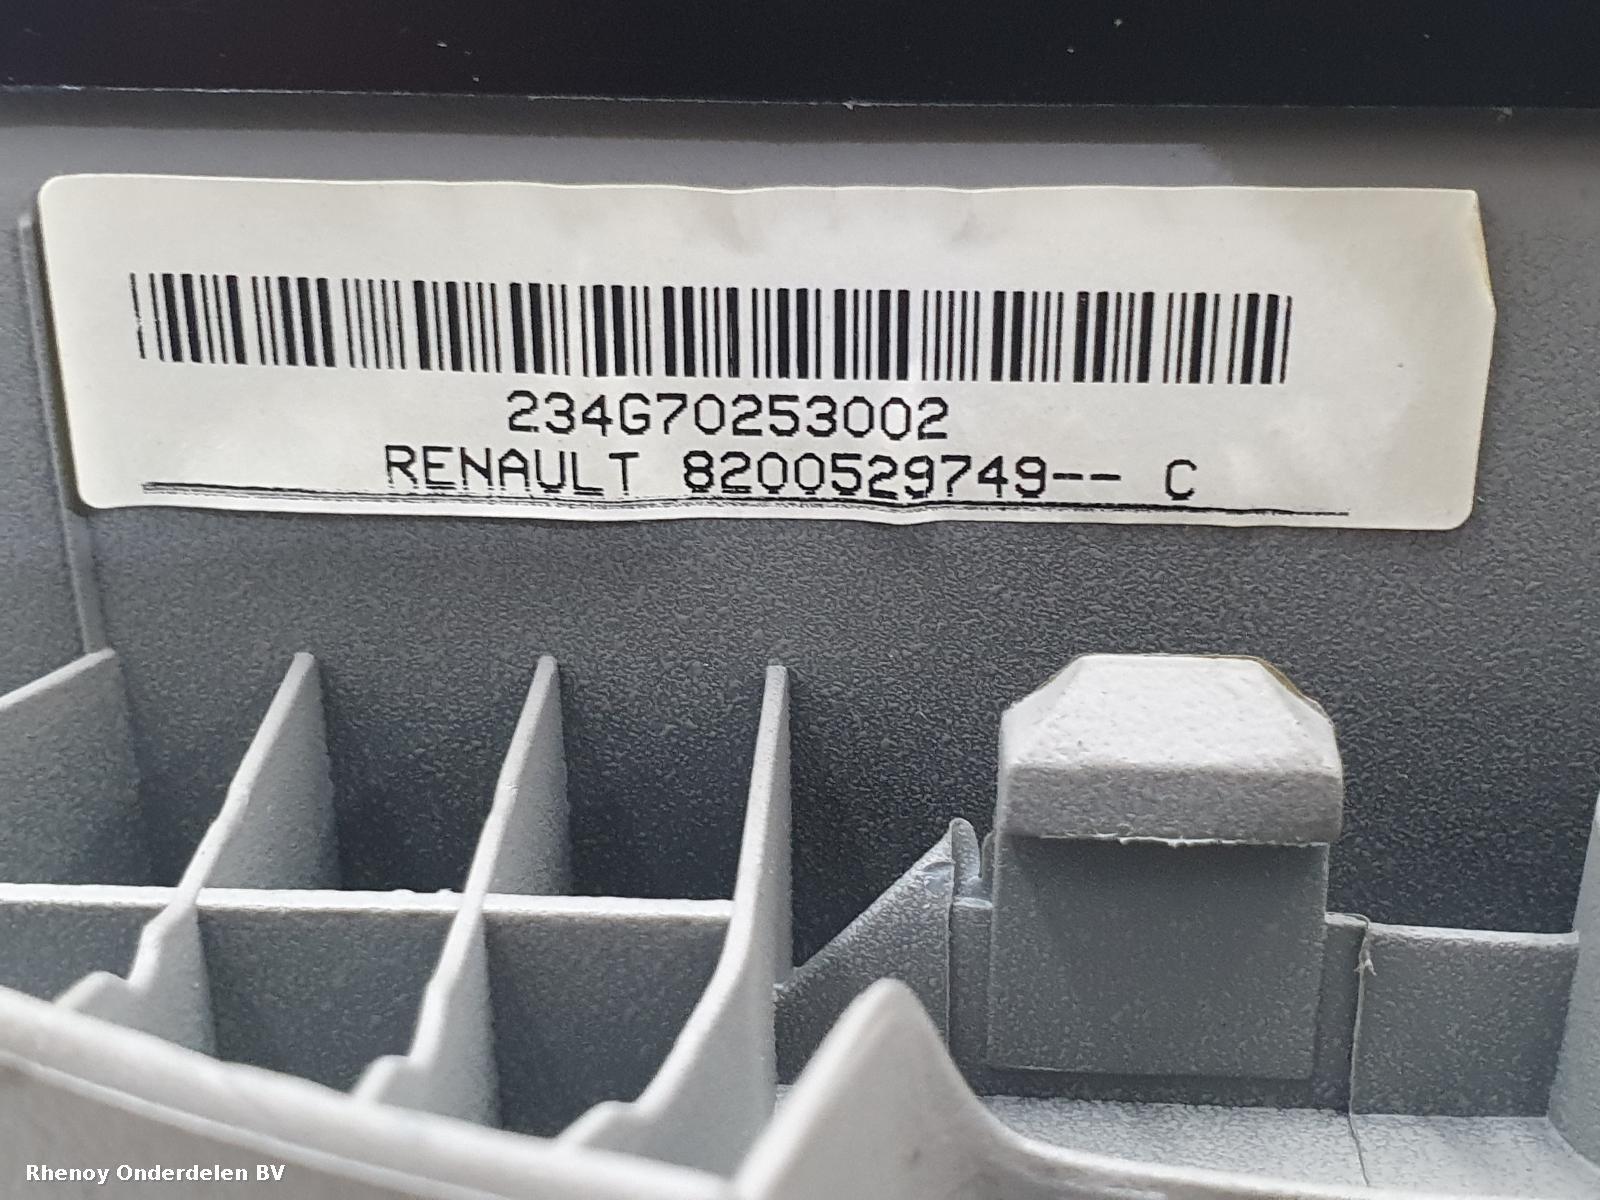 234G70253002
RENAULT 8200529749-- C
Rhenoy Onderdelen BV